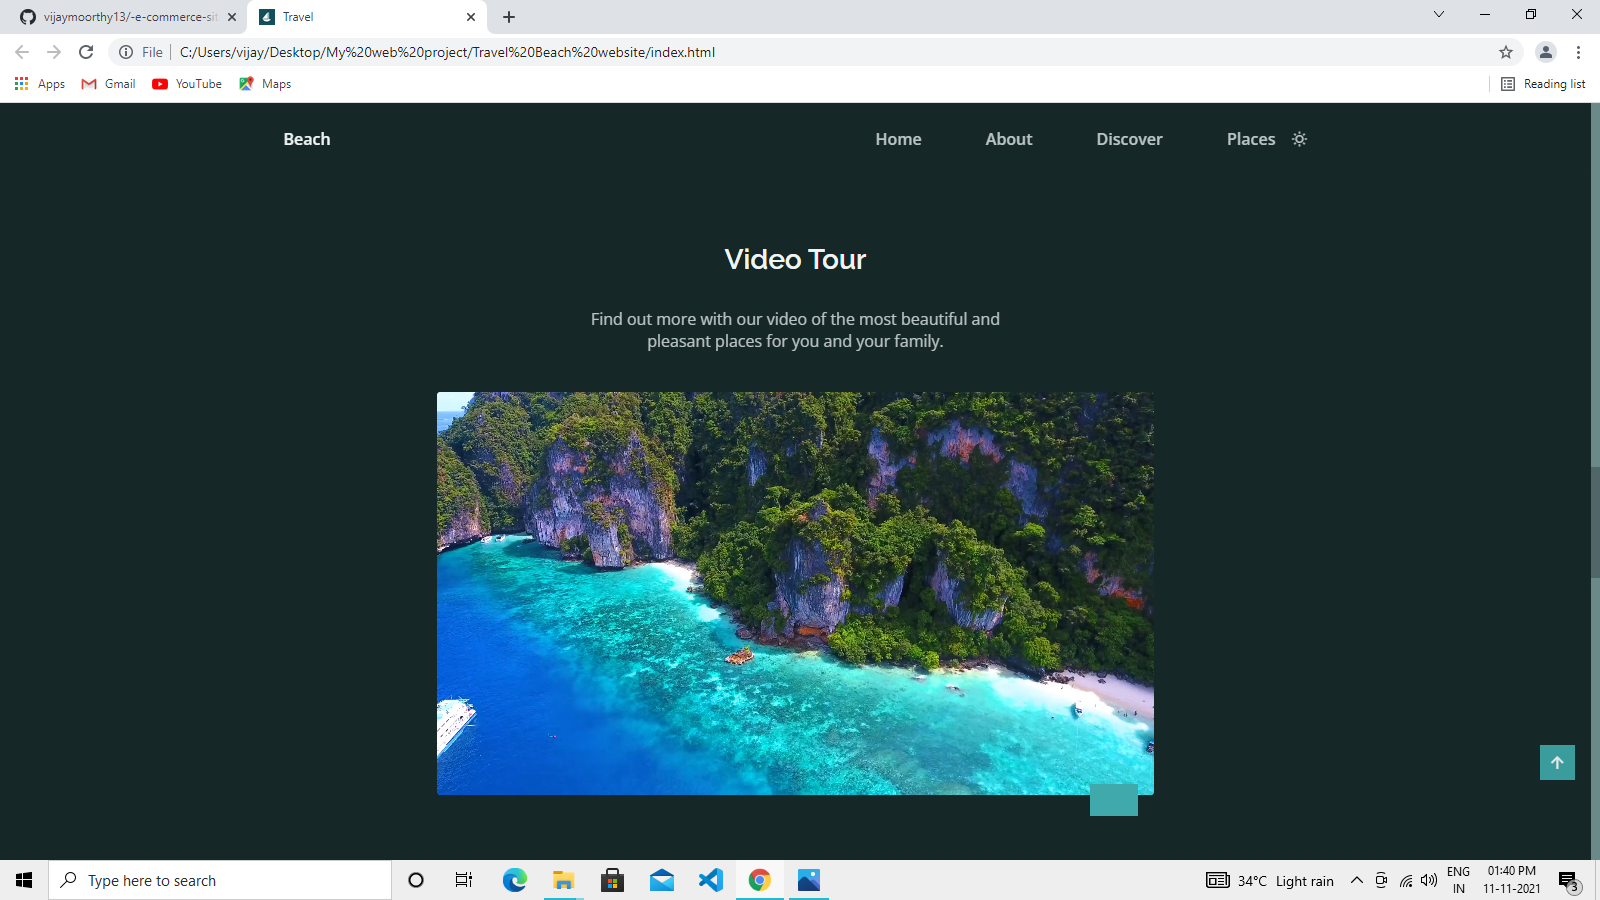 vijaymoorthy13/-e-commerce-sit
Travel
File
C:/Users/vijay/Desktop/My%20web%20project/Travel%20Beach%20website/index.html
Apps
Gmail
YouTube
Maps
Reading list
Beach
Home
About
Discover
Places
Video Tour
Find out more with our video of the most beautiful and
pleasant places for you and your family.
Type here to search
34°C Light rain
ENG
IN
01:40 PM
11-11-2021
3